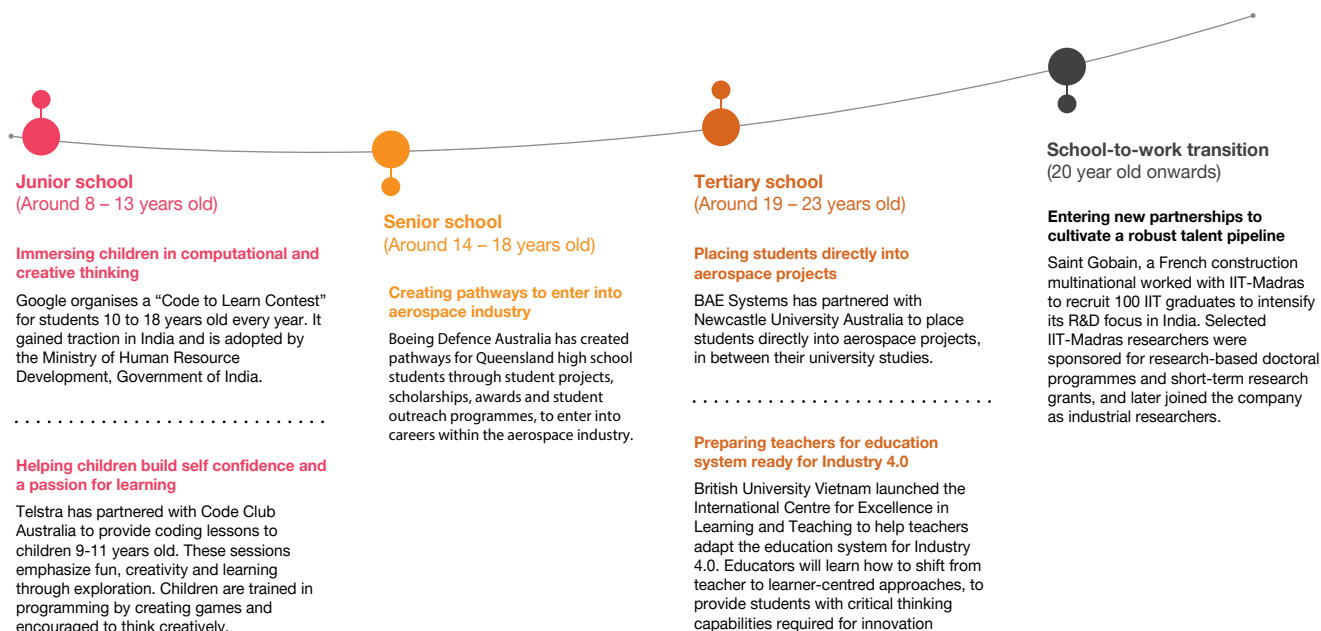 Junior school
(Around 8 – 13 years old)
Immersing children in computational and
creative thinking
Google organises a “Code to Learn Contest”
for students 10 to 18 years old every year. It
gained traction in India and is adopted by
the Ministry of Human Resource
Development, Government of India.
Helping children build self confidence and
a passion for learning
Telstra has partnered with Code Club
Australia to provide coding lessons to
children 9-11 years old. These sessions
emphasize fun, creativity and learning
through exploration. Children are trained in
programming by creating games and
encouraged to think creatively.
Senior school
(Around 14 – 18 years old)
Creating pathways to enter into
aerospace industry
Boeing Defence Australia has created
pathways for Queensland high school
students through student projects,
scholarships, awards and student
outreach programmes, to enter into
careers within the aerospace industry.
Tertiary school
(Around 19 – 23 years old)
Placing students directly into
aerospace projects
BAE Systems has partnered with
Newcastle University Australia to place
students directly into aerospace projects,
in between their university studies.
Preparing teachers for education
system ready for Industry 4.0
British University Vietnam launched the
International Centre for Excellence in
Learning and Teaching to help teachers
adapt the education system for Industry
4.0. Educators will learn how to shift from
teacher to learner-centred approaches, to
provide students with critical thinking
capabilities required for innovation
School-to-work transition
(20 year old onwards)
Entering new partnerships to
cultivate a robust talent pipeline
Saint Gobain, a French construction
multinational worked with IIT-Madras
to recruit 100 IIT graduates to intensify
its R&D focus in India. Selected
IIT-Madras researchers were
sponsored for research-based doctoral
programmes and short-term research
grants, and later joined the company
as industrial researchers.